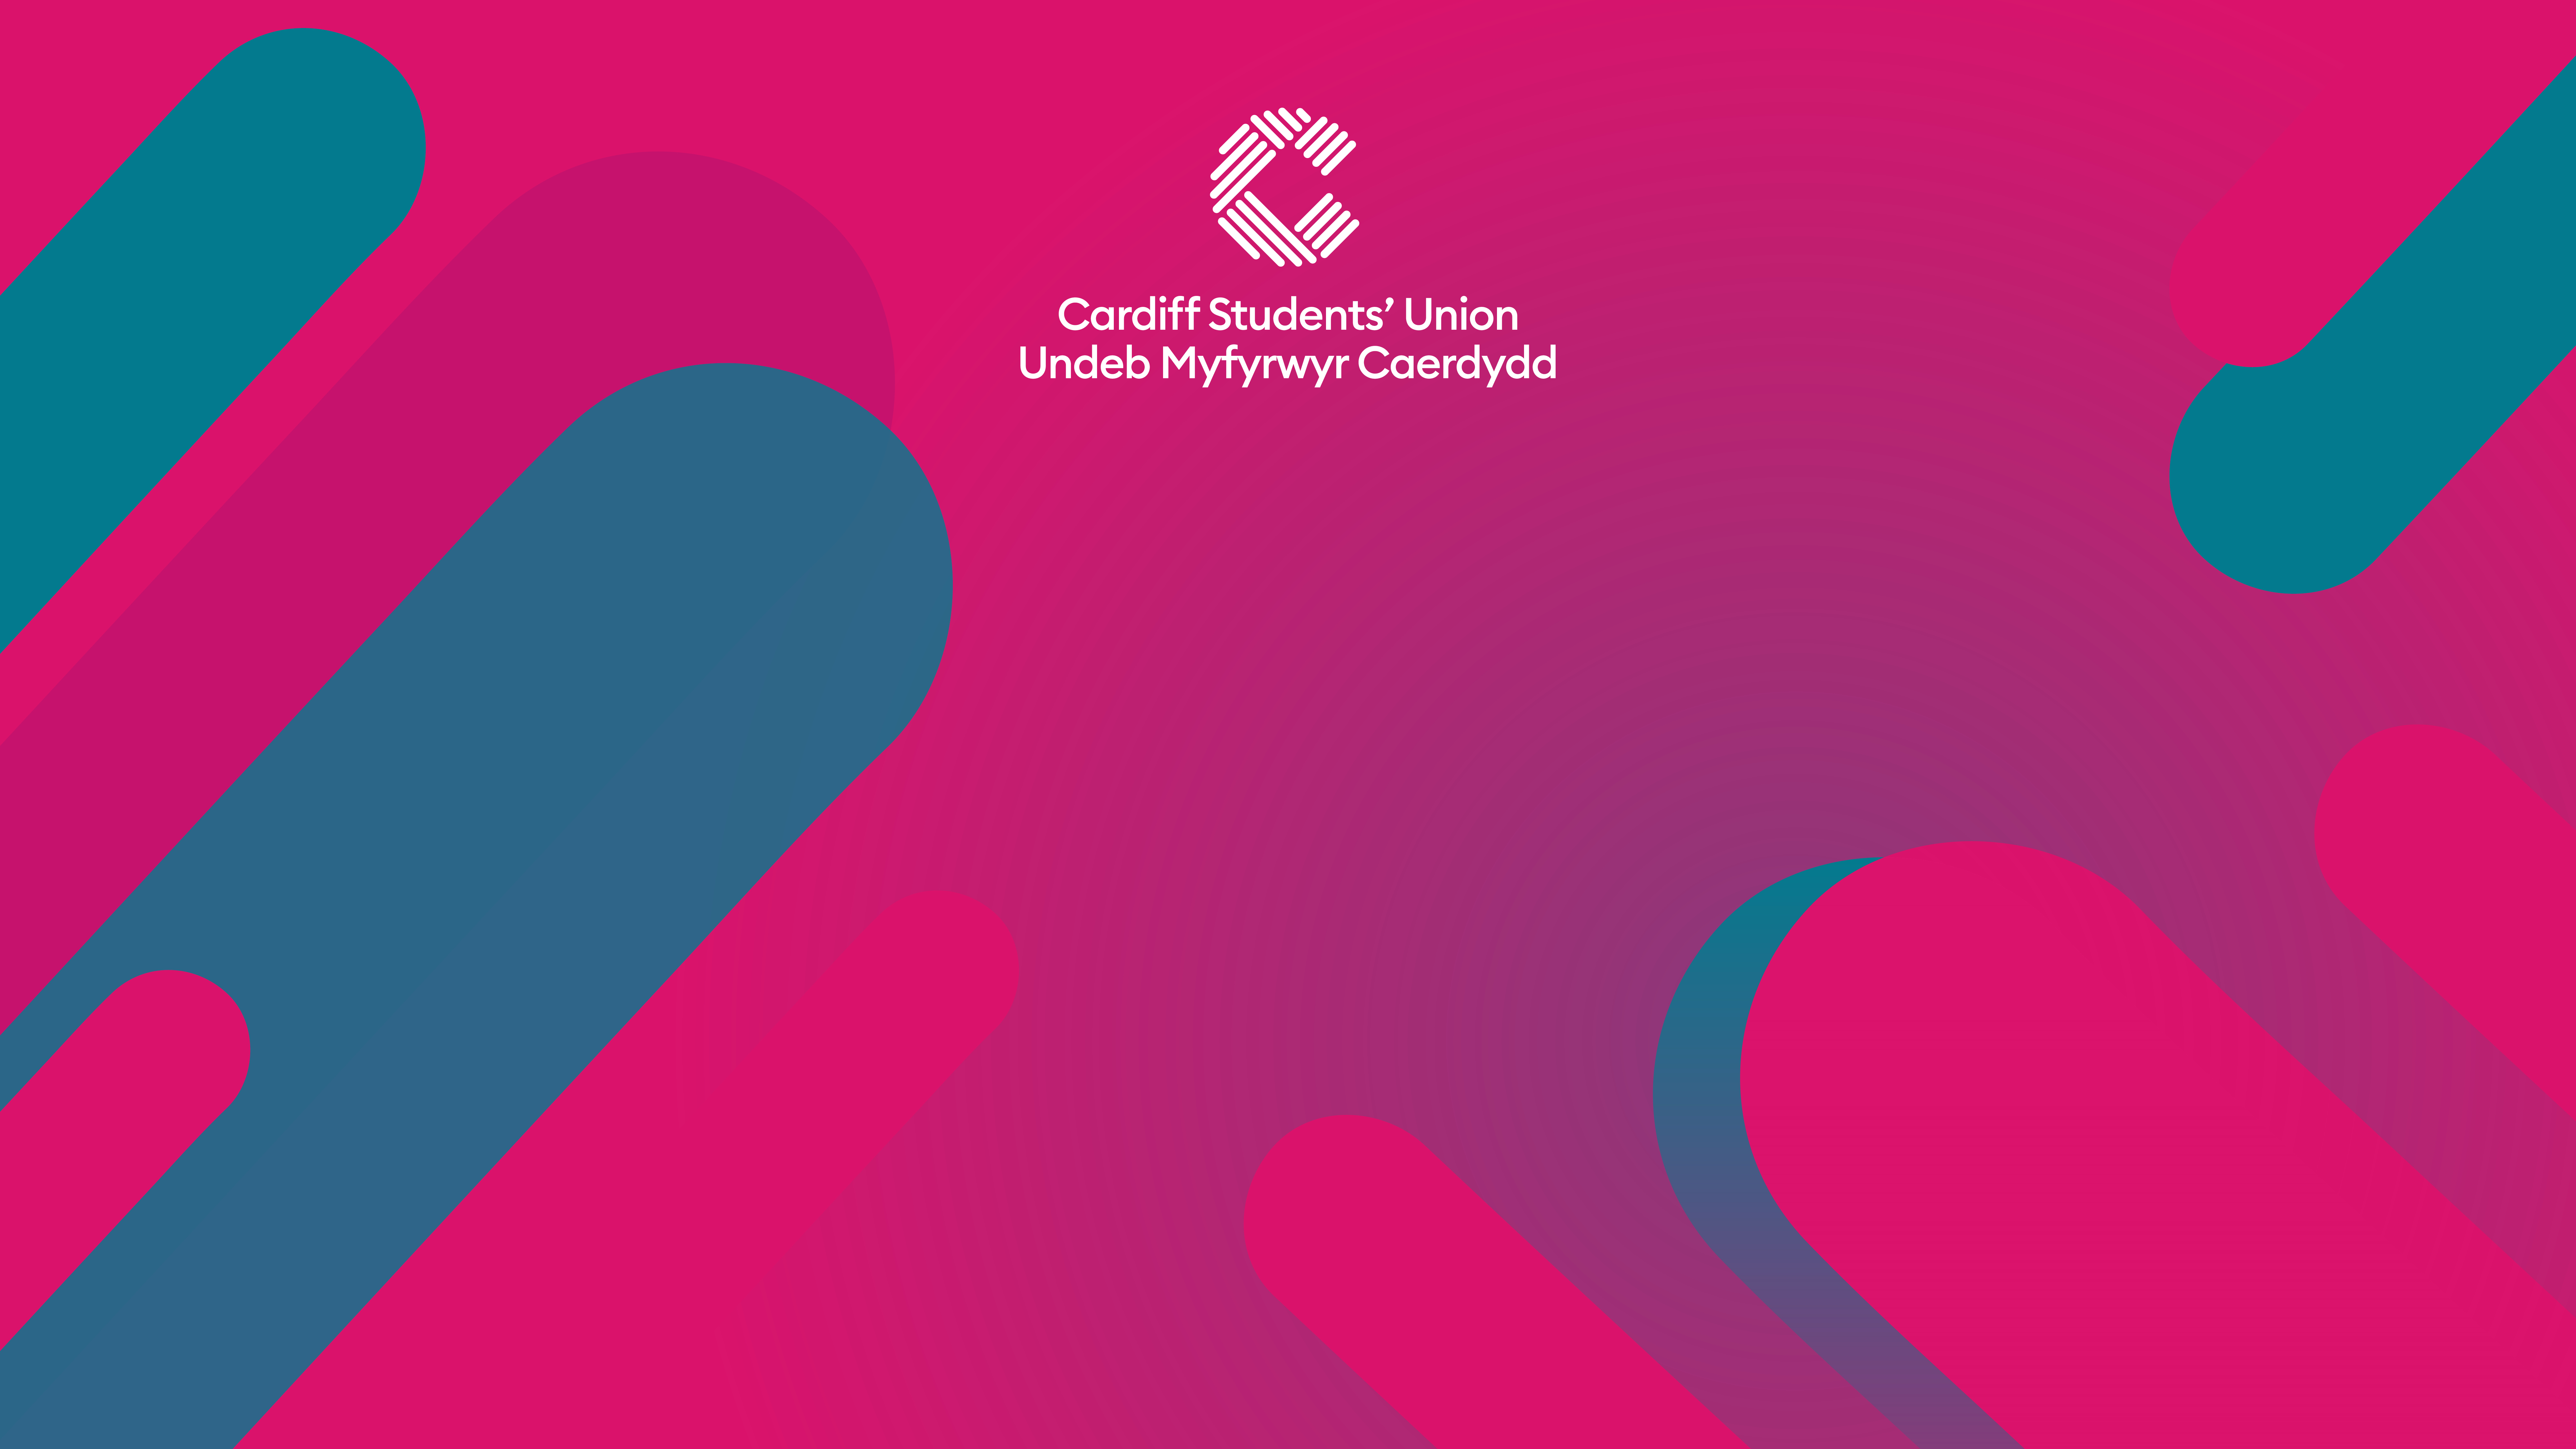 Cardiff Students’ Union
Undeb Myfyrwyr Caerdydd